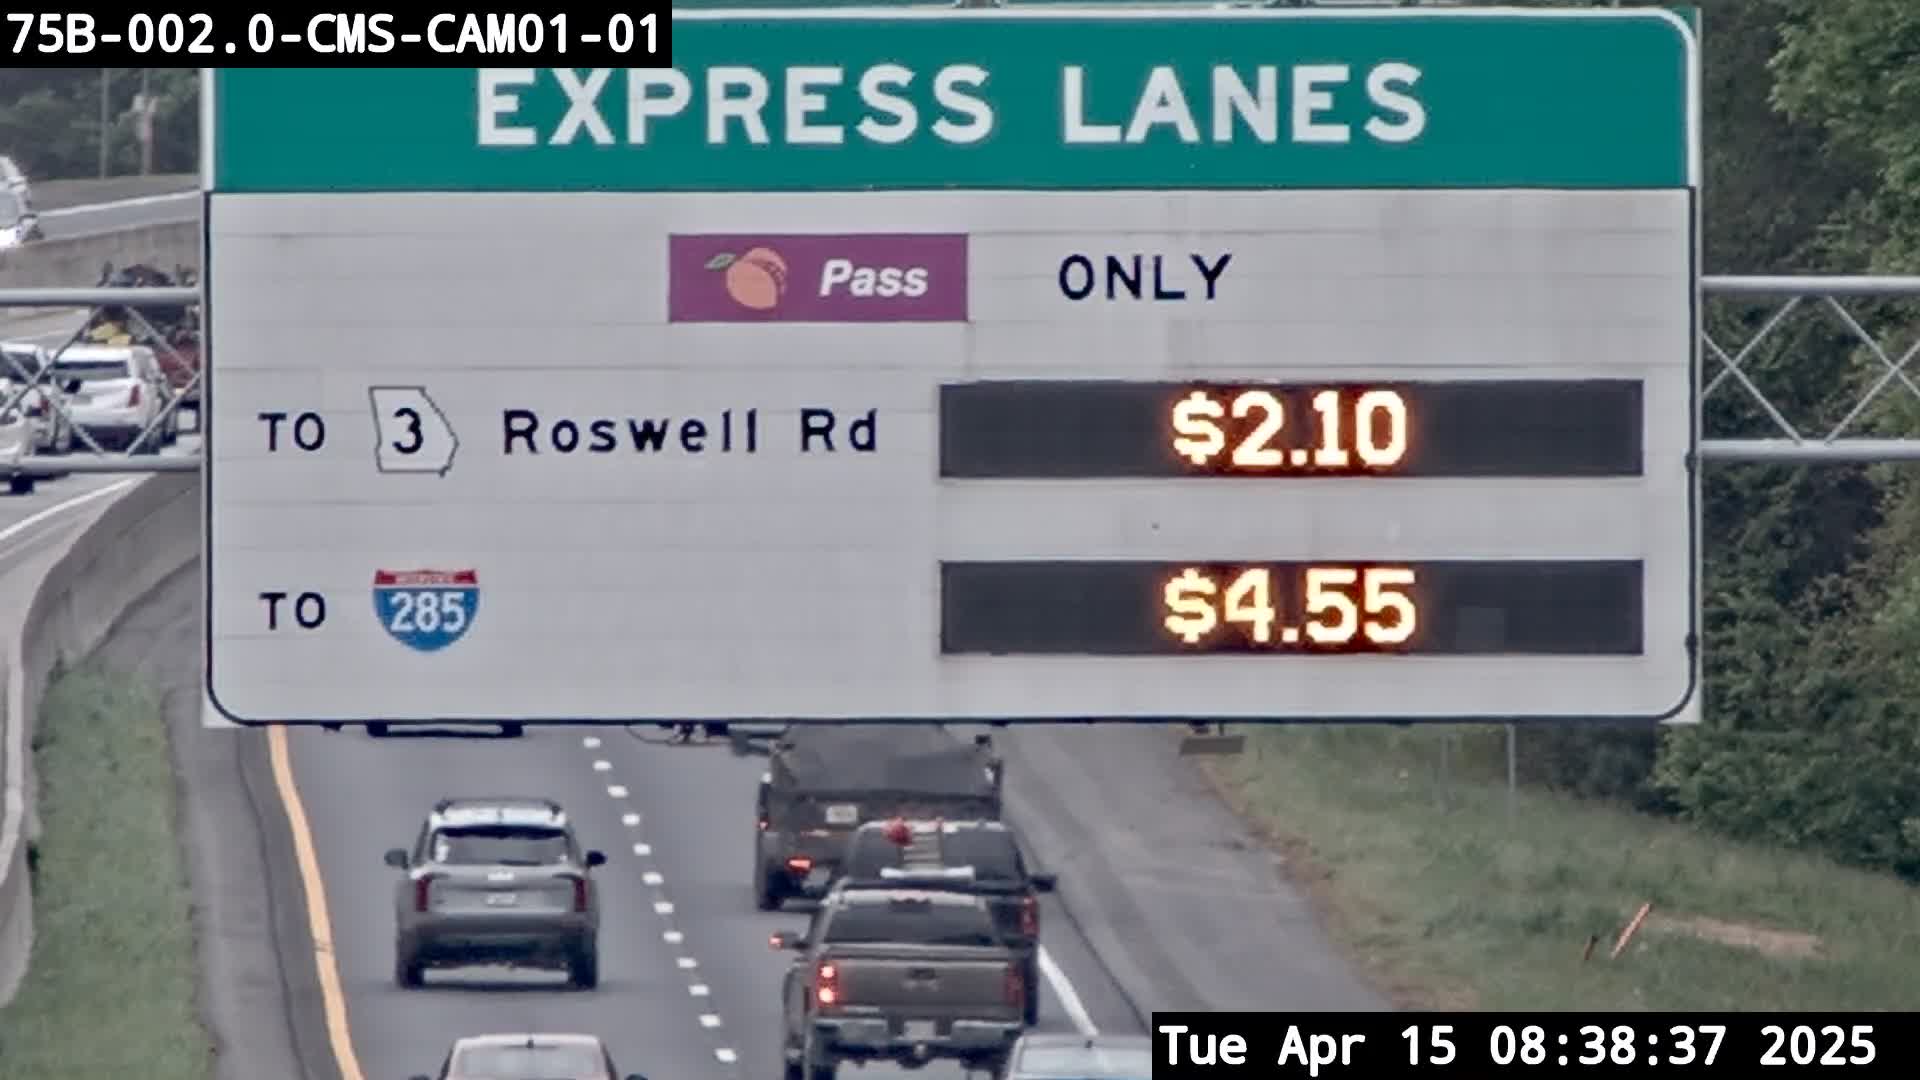 75B-002.0-CMS-CAM01-01
EXPRESS LANES
Pass ONLY
TO 3 Roswell Rd $2.10
TO 285 $4.55
Tue Apr 15 08:38:37 2025